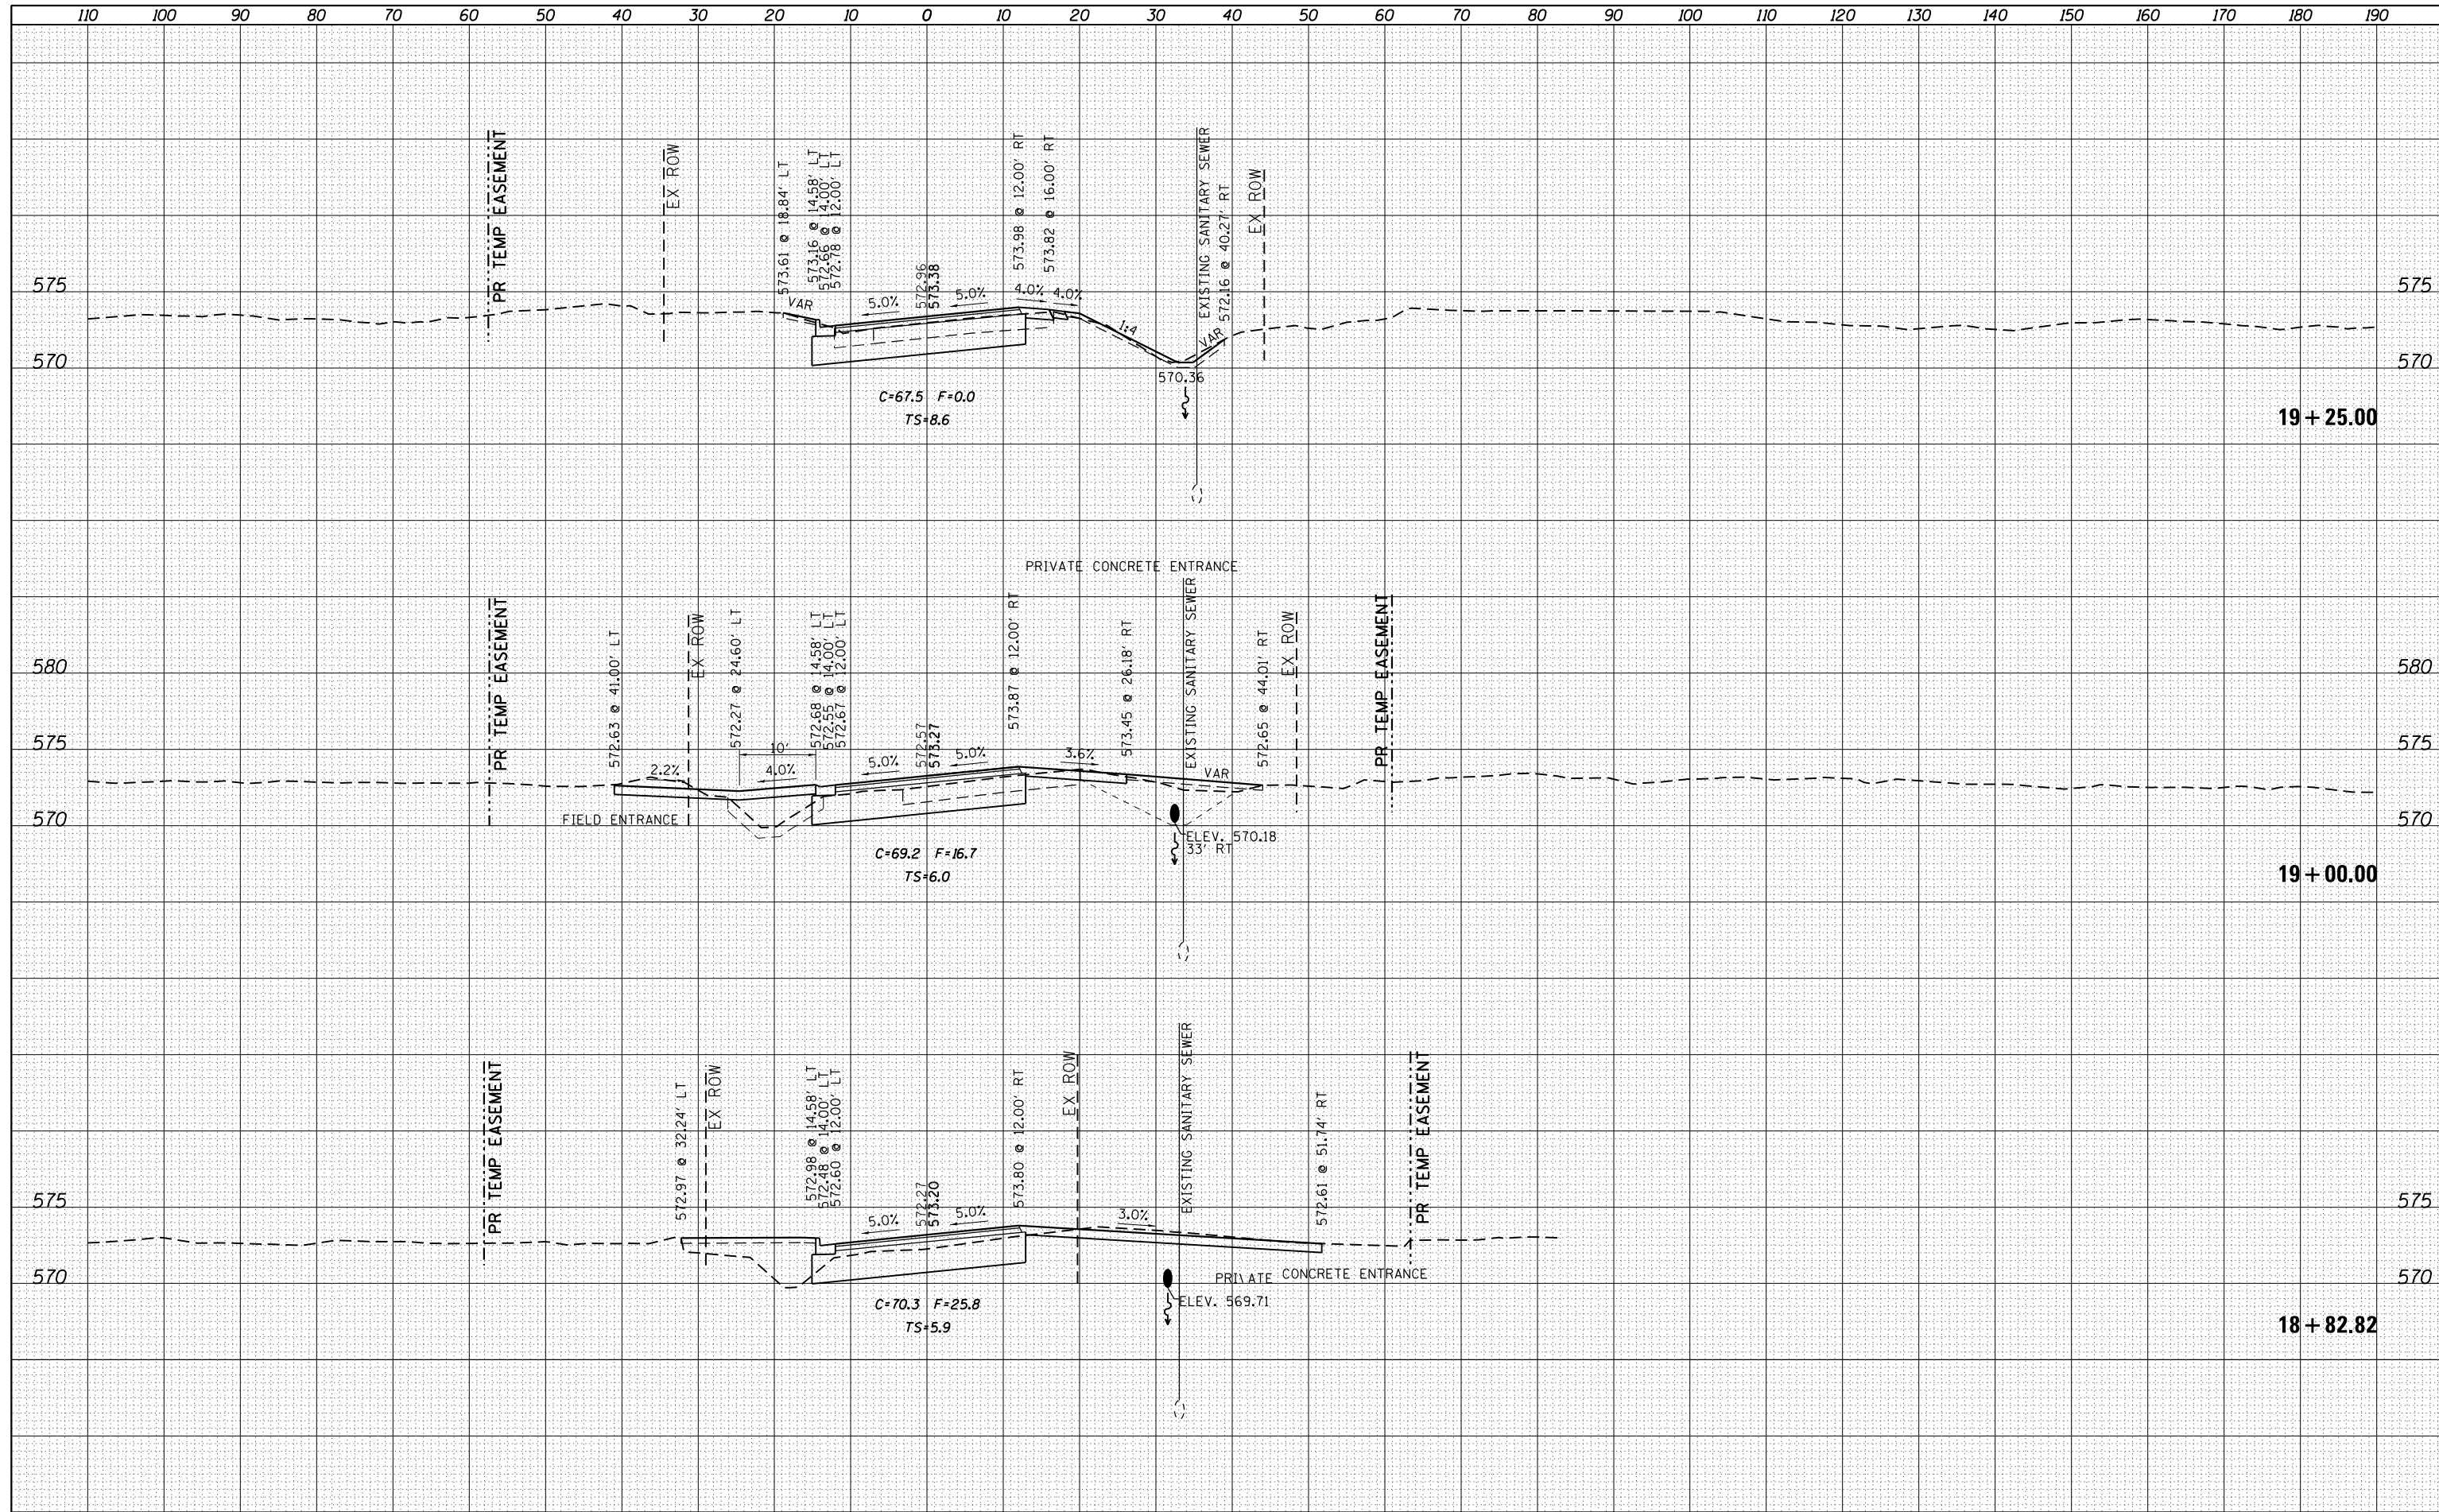 110 100 90 80 70 60 50 40 30 20 10 0 10 20 30 40 50 60 70 80 90 100 110 120 130 140 150 160 170 180 190
PR TEMP EASEMENT
EX ROW
573.61 @ 18.84' LT
573.16 @ 14.58' LT
572.66 @ 14.00' LT
572.78 @ 12.00' LT
572.96
573.38
573.98 @ 12.00' RT
573.82 @ 16.00' RT
EXISTING SANITARY SEWER
572.16 @ 40.27' RT
EX ROW
575
575
VAR
5.0%
5.0%
4.0%
4.0%
1:4
VAR
570
570
570.36
C=67.5 F=0.0
TS=8.6
19+25.00
PRIVATE CONCRETE ENTRANCE
PR TEMP EASEMENT
572.63 @ 41.00' LT
EX ROW
572.27 @ 24.60' LT
572.68 @ 14.58' LT
572.55 @ 14.00' LT
572.67 @ 12.00' LT
572.57
573.27
573.87 @ 12.00' RT
573.45 @ 26.18' RT
EXISTING SANITARY SEWER
572.65 @ 44.01' RT
EX ROW
PR TEMP EASEMENT
580
580
575
575
10'
2.2%
4.0%
5.0%
5.0%
3.6%
VAR
570
570
FIELD ENTRANCE
ELEV. 570.18
33' RT
C=69.2 F=16.7
TS=6.0
19+00.00
PR TEMP EASEMENT
572.97 @ 32.24' LT
EX ROW
572.98 @ 14.58' LT
572.48 @ 14.00' LT
572.60 @ 12.00' LT
572.27
573.20
573.80 @ 12.00' RT
EX ROW
EXISTING SANITARY SEWER
572.61 @ 51.74' RT
PR TEMP EASEMENT
575
575
5.0%
5.0%
3.0%
570
570
PRIVATE CONCRETE ENTRANCE
ELEV. 569.71
C=70.3 F=25.8
TS=5.9
18+82.82